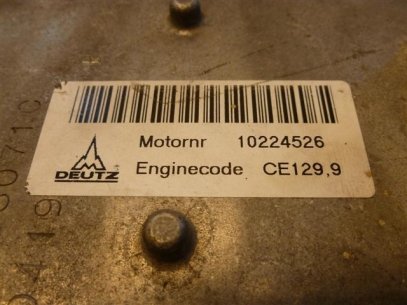 Motornr 10224526
DEUTZ Enginecode CE129,9